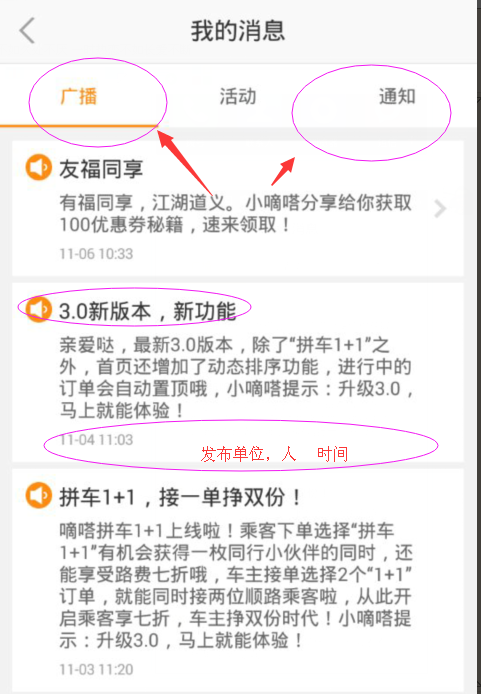 我的消息
广播 活动 通知
友福同享
有福同享，江湖道义。小嘀嗒分享给你获取
100优惠券秘籍，速来领取！
11-06 10:33
3.0新版本，新功能
亲爱哒，最新3.0版本，除了“拼车1+1”之
外，首页还增加了动态排序功能，进行中的
订单会自动置顶哦，小嘀嗒提示：升级3.0，
马上就能体验！
11-04 11:03
发布单位，人 时间
拼车1+1，接一单挣双份！
嘀嗒拼车1+1上线啦！乘客下单选择“拼车
1+1”有机会获得一枚同行小伙伴的同时，还
能享受路费七折哦，车主接单选择2个“1+1”
订单，就能同时接两位顺路乘客啦，从此开
启乘客享七折，车主挣双份时代！小嘀嗒提
示：升级3.0，马上就能体验！
11-03 11:20